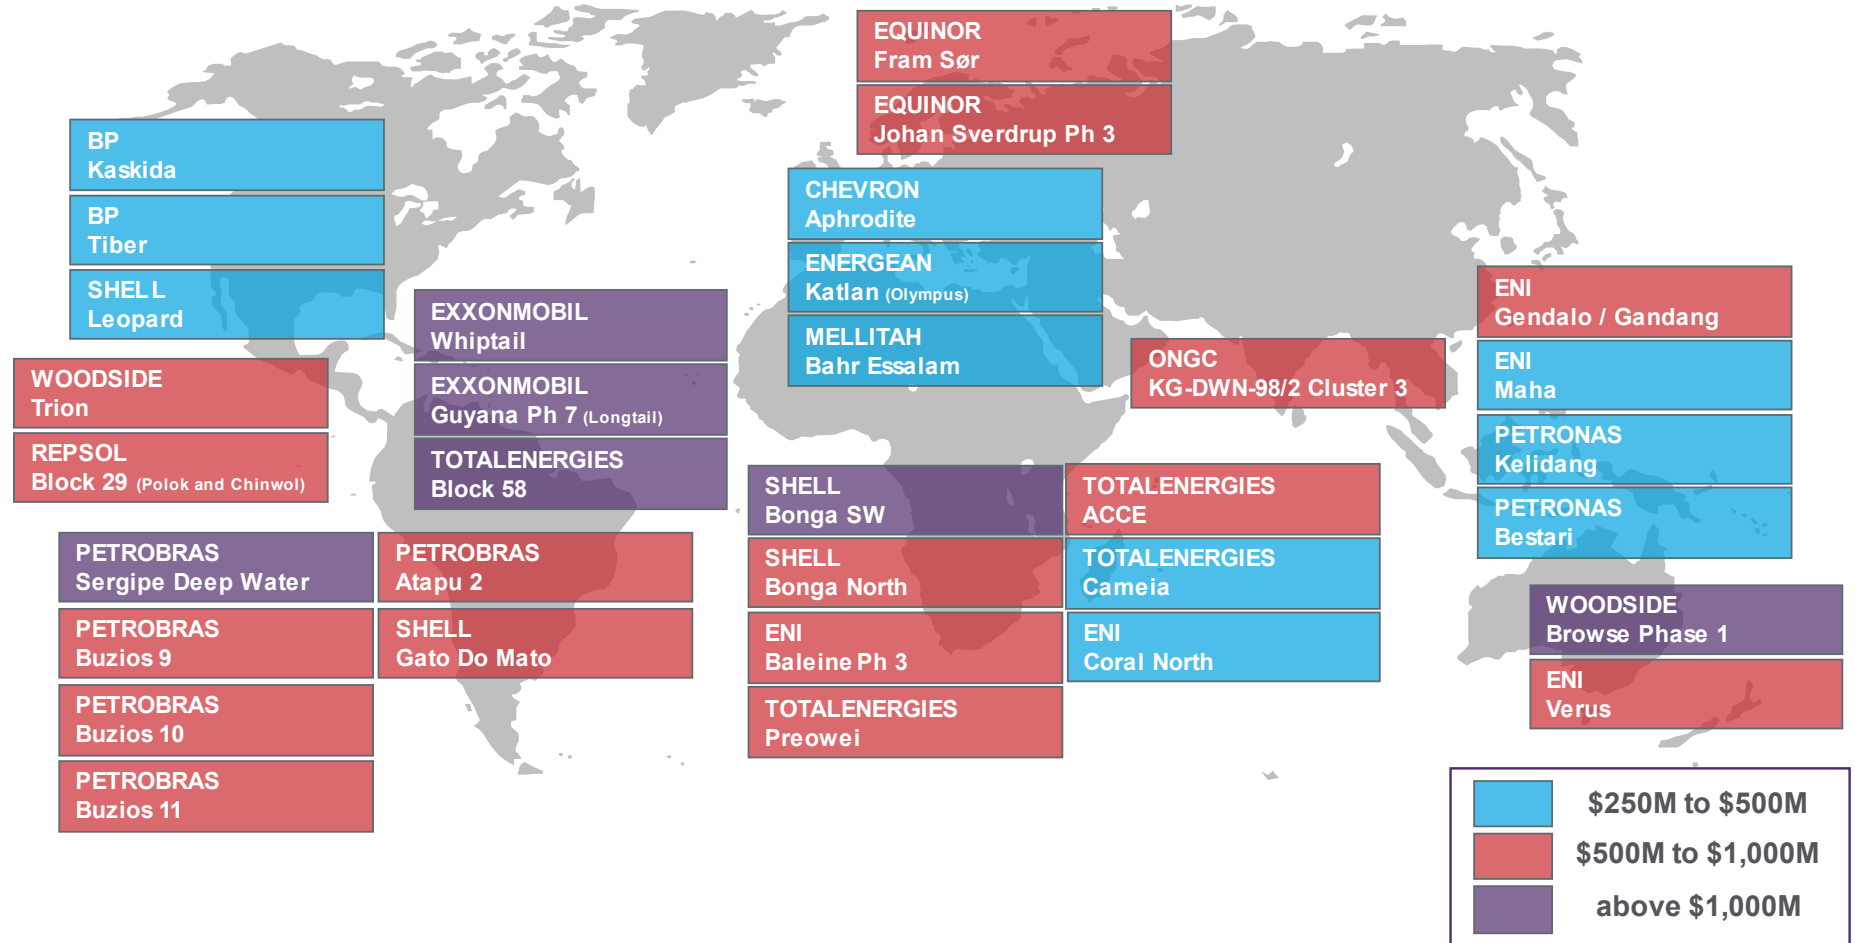 EQUINOR
Fram Sør
EQUINOR
Johan Sverdrup Ph 3
BP
Kaskida
BP
Tiber
SHELL
Leopard
CHEVRON
Aphrodite
ENERGEAN
Katlan (Olympus)
MELLITAH
Bahr Essalam
EXXONMOBIL
Whiptail
EXXONMOBIL
Guyana Ph 7 (Longtail)
TOTALENERGIES
Block 58
WOODSIDE
Trion
REPSOL
Block 29 (Polok and Chinwol)
ONGC
KG-DWN-98/2 Cluster 3
ENI
Gendalo / Gandang
ENI
Maha
PETRONAS
Kelidang
PETRONAS
Bestari
PETROBRAS
Sergipe Deep Water
PETROBRAS
Buzios 9
PETROBRAS
Buzios 10
PETROBRAS
Buzios 11
PETROBRAS
Atapu 2
SHELL
Gato Do Mato
SHELL
Bonga SW
SHELL
Bonga North
ENI
Baleine Ph 3
TOTALENERGIES
Preowei
TOTALENERGIES
ACCE
TOTALENERGIES
Cameia
ENI
Coral North
WOODSIDE
Browse Phase 1
ENI
Verus
$250M to $500M
$500M to $1,000M
above $1,000M